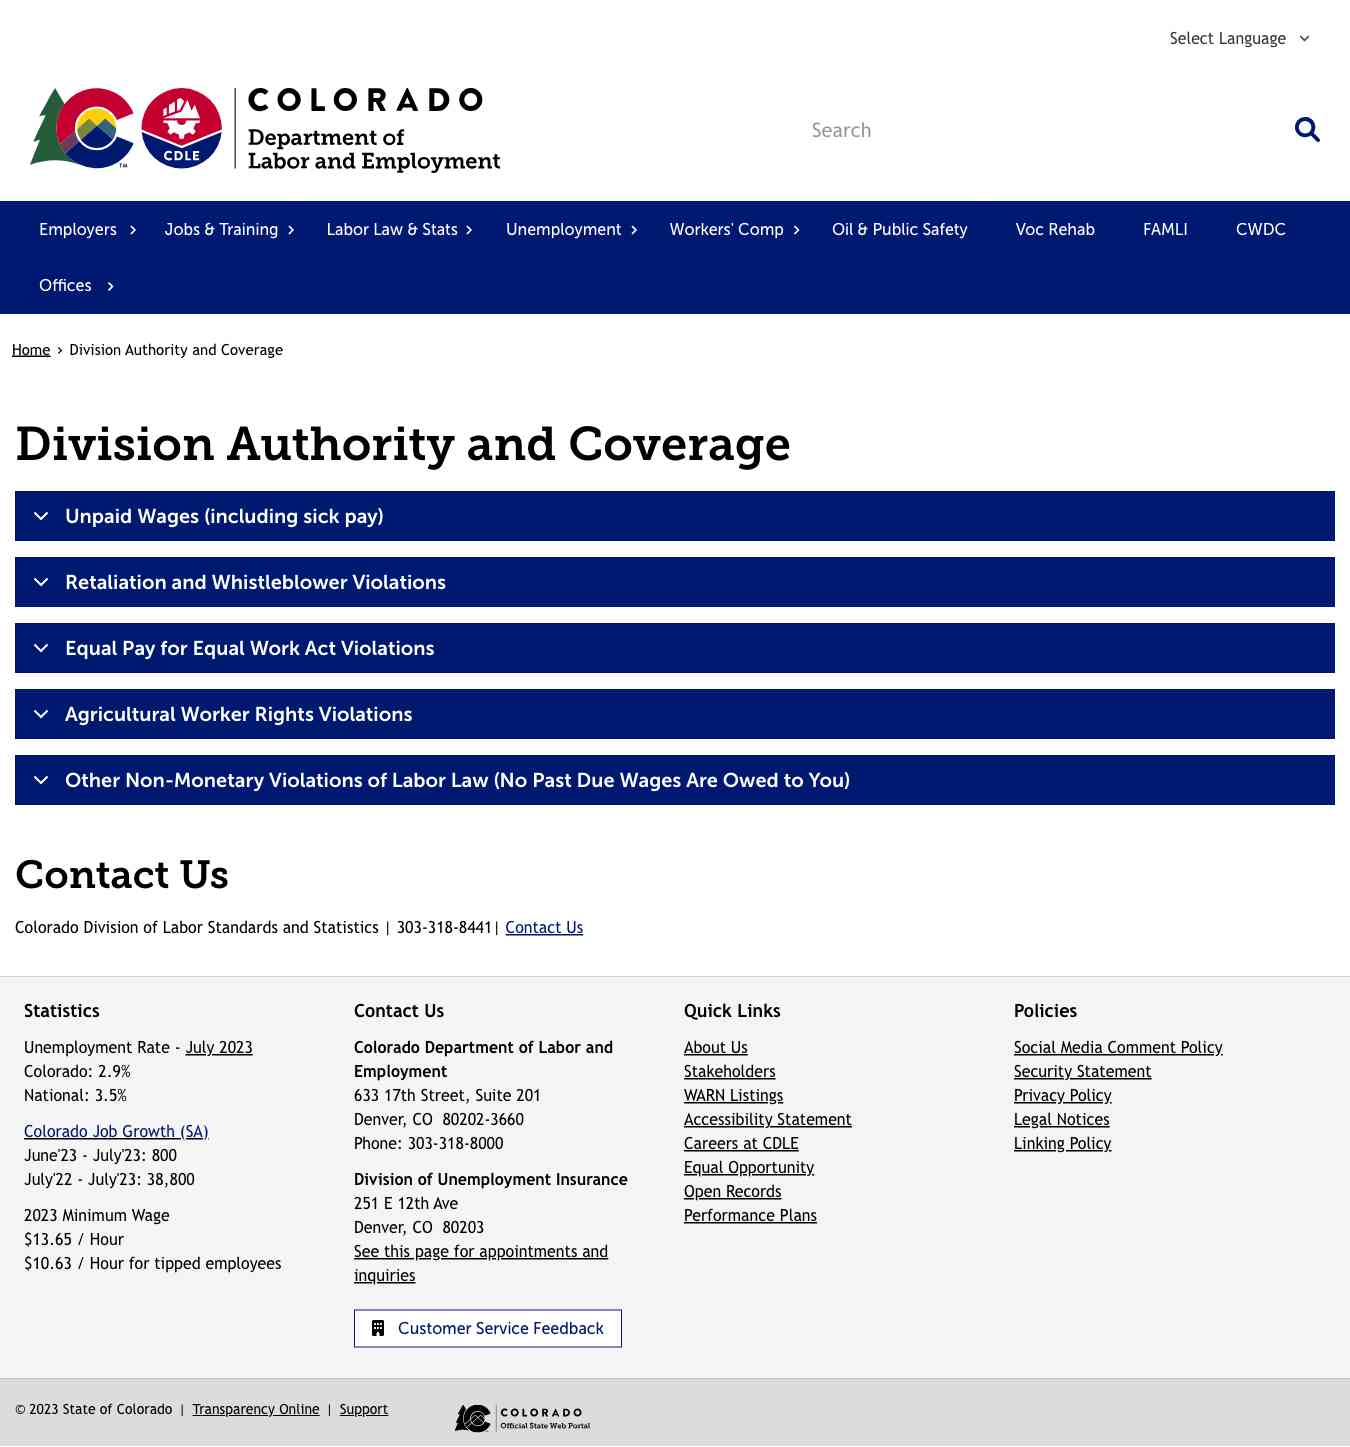 Select Language
COLORADO
Department of
Labor and Employment
CDLE
TM
Search
Employers Jobs & Training Labor Law & Stats Unemployment Workers' Comp Oil & Public Safety Voc Rehab FAMLI CWDC
Offices
Home › Division Authority and Coverage
Division Authority and Coverage
Unpaid Wages (including sick pay)
Retaliation and Whistleblower Violations
Equal Pay for Equal Work Act Violations
Agricultural Worker Rights Violations
Other Non-Monetary Violations of Labor Law (No Past Due Wages Are Owed to You)
Contact Us
Colorado Division of Labor Standards and Statistics | 303-318-8441| Contact Us
Statistics
Unemployment Rate - July 2023
Colorado: 2.9%
National: 3.5%
Colorado Job Growth (SA)
June'23 - July'23: 800
July'22 - July'23: 38,800
2023 Minimum Wage
$13.65 / Hour
$10.63 / Hour for tipped employees
Contact Us
Colorado Department of Labor and
Employment
633 17th Street, Suite 201
Denver, CO  80202-3660
Phone: 303-318-8000
Division of Unemployment Insurance
251 E 12th Ave
Denver, CO  80203
See this page for appointments and
inquiries
Customer Service Feedback
Quick Links
About Us
Stakeholders
WARN Listings
Accessibility Statement
Careers at CDLE
Equal Opportunity
Open Records
Performance Plans
Policies
Social Media Comment Policy
Security Statement
Privacy Policy
Legal Notices
Linking Policy
© 2023 State of Colorado | Transparency Online | Support
COLORADO
Official State Web Portal